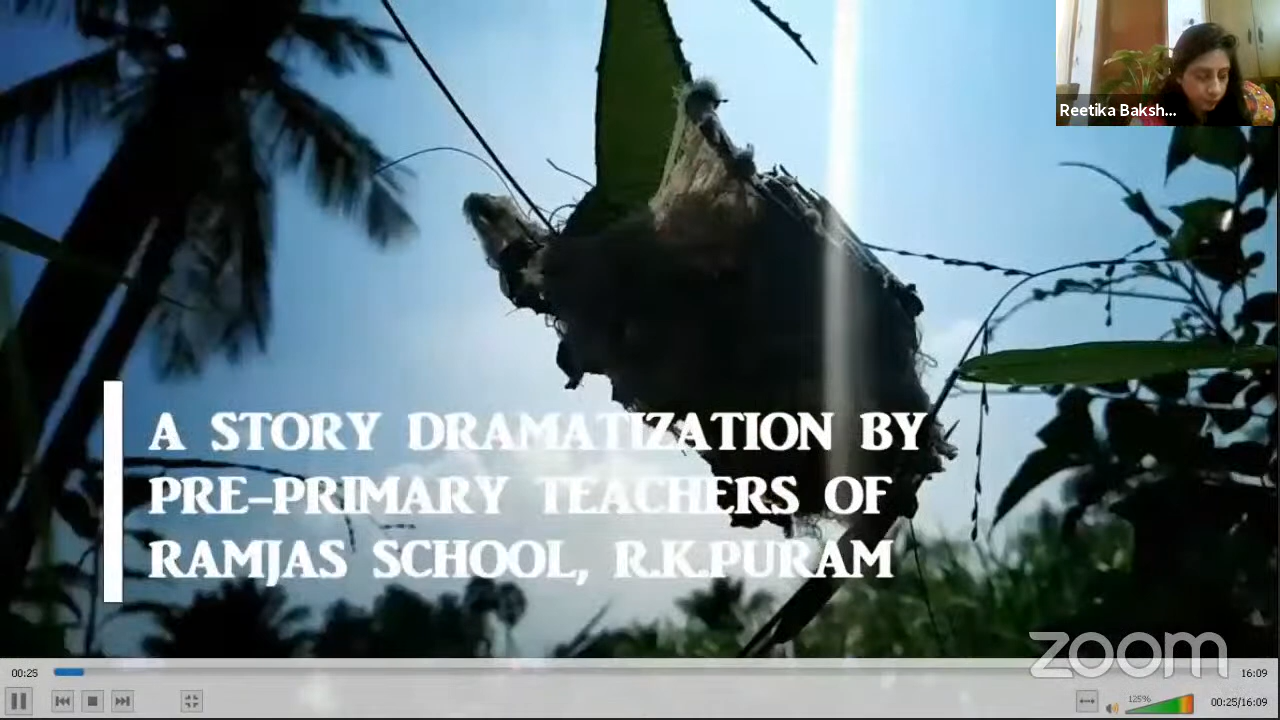 Reetika Baksh...
A STORY DRAMATIZATION BY
PRE-PRIMARY TEACHERS OF
RAMJAS SCHOOL, R.K.PURAM
zoom
00:25
16:09
125%
00:25/16:09